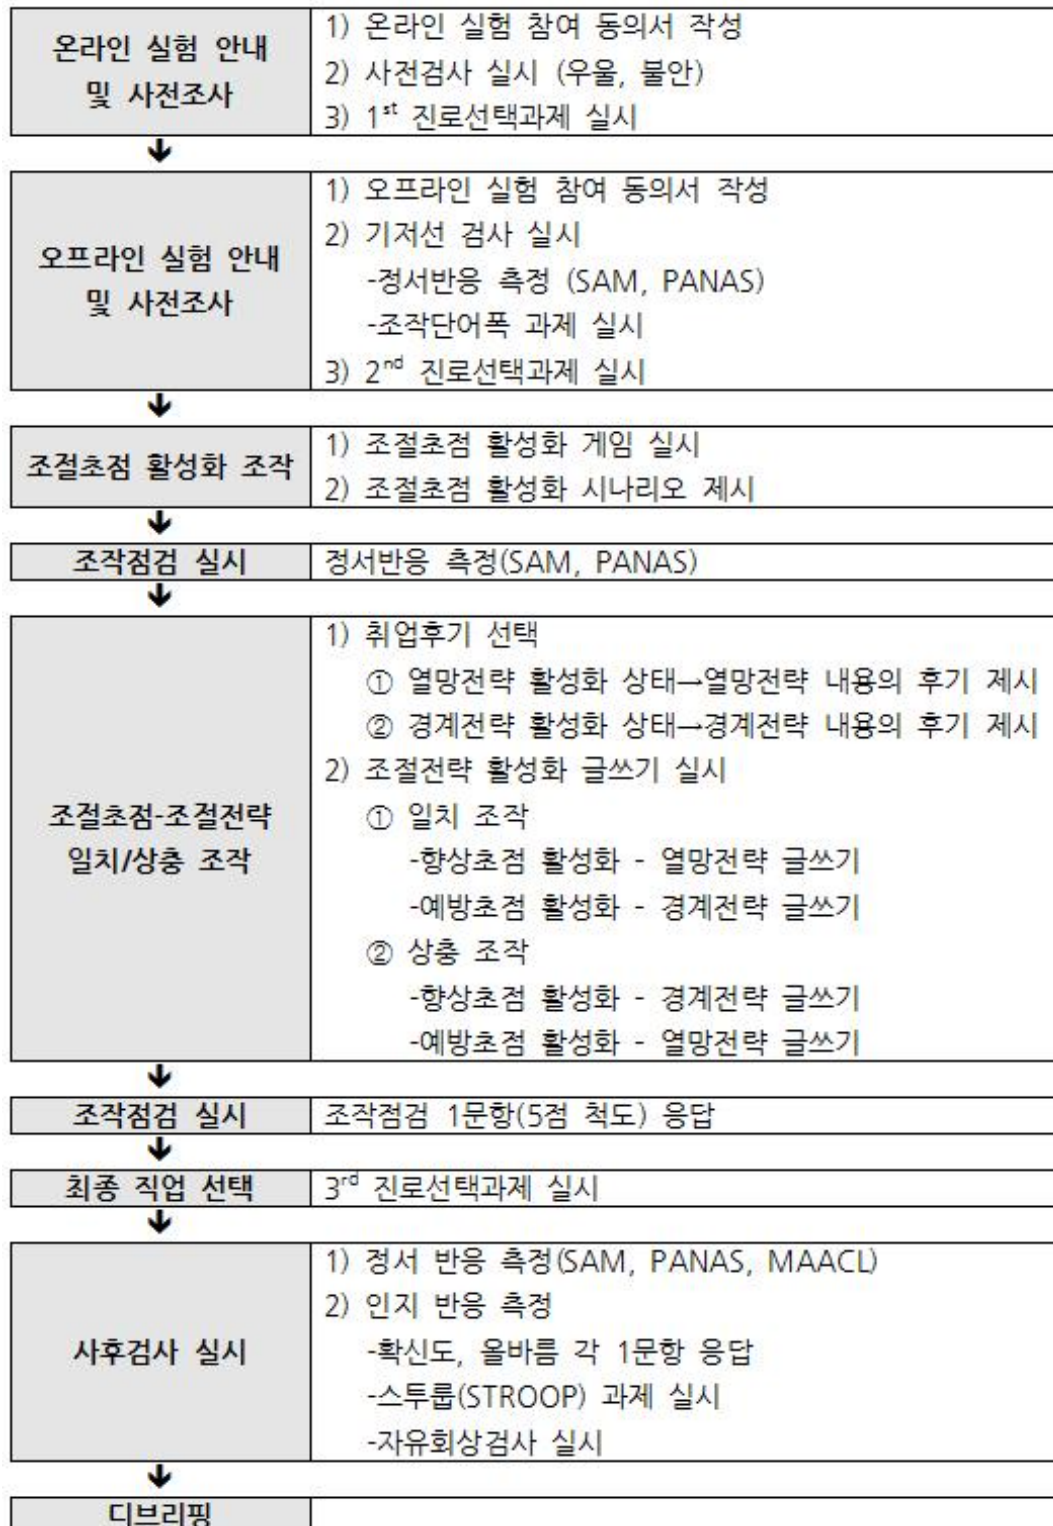 온라인 실험 안내
및 사전조사
1) 온라인 실험 참여 동의서 작성
2) 사전검사 실시 (우울, 불안)
3) 1st 진로선택과제 실시
오프라인 실험 안내
및 사전조사
1) 오프라인 실험 참여 동의서 작성
2) 기저선 검사 실시
-정서반응 측정 (SAM, PANAS)
-조작단어폭 과제 실시
3) 2nd 진로선택과제 실시
조절초점 활성화 조작
1) 조절초점 활성화 게임 실시
2) 조절초점 활성화 시나리오 제시
조작점검 실시
정서반응 측정(SAM, PANAS)
조절초점-조절전략
일치/상충 조작
1) 취업후기 선택
① 열망전략 활성화 상태→열망전략 내용의 후기 제시
② 경계전략 활성화 상태→경계전략 내용의 후기 제시
2) 조절전략 활성화 글쓰기 실시
① 일치 조작
-향상초점 활성화 - 열망전략 글쓰기
-예방초점 활성화 - 경계전략 글쓰기
② 상충 조작
-향상초점 활성화 - 경계전략 글쓰기
-예방초점 활성화 - 열망전략 글쓰기
조작점검 실시
조작점검 1문항(5점 척도) 응답
최종 직업 선택
3rd 진로선택과제 실시
사후검사 실시
1) 정서 반응 측정(SAM, PANAS, MAACL)
2) 인지 반응 측정
-확신도, 올바름 각 1문항 응답
-스투룹(STROOP) 과제 실시
-자유회상검사 실시
디브리핑